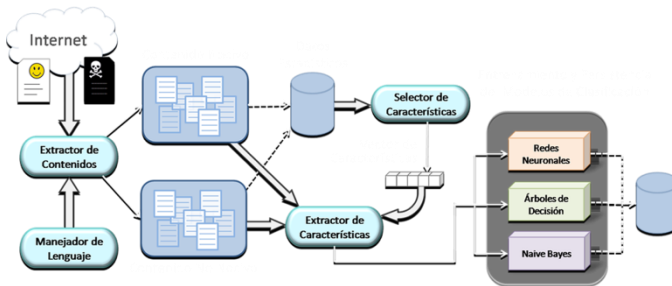 Internet
Extractor de
Contenidos
Manejador de
Lenguaje
Selector de
Características
Extractor de
Características
Redes
Neuronales
Árboles de
Decisión
Naive Bayes